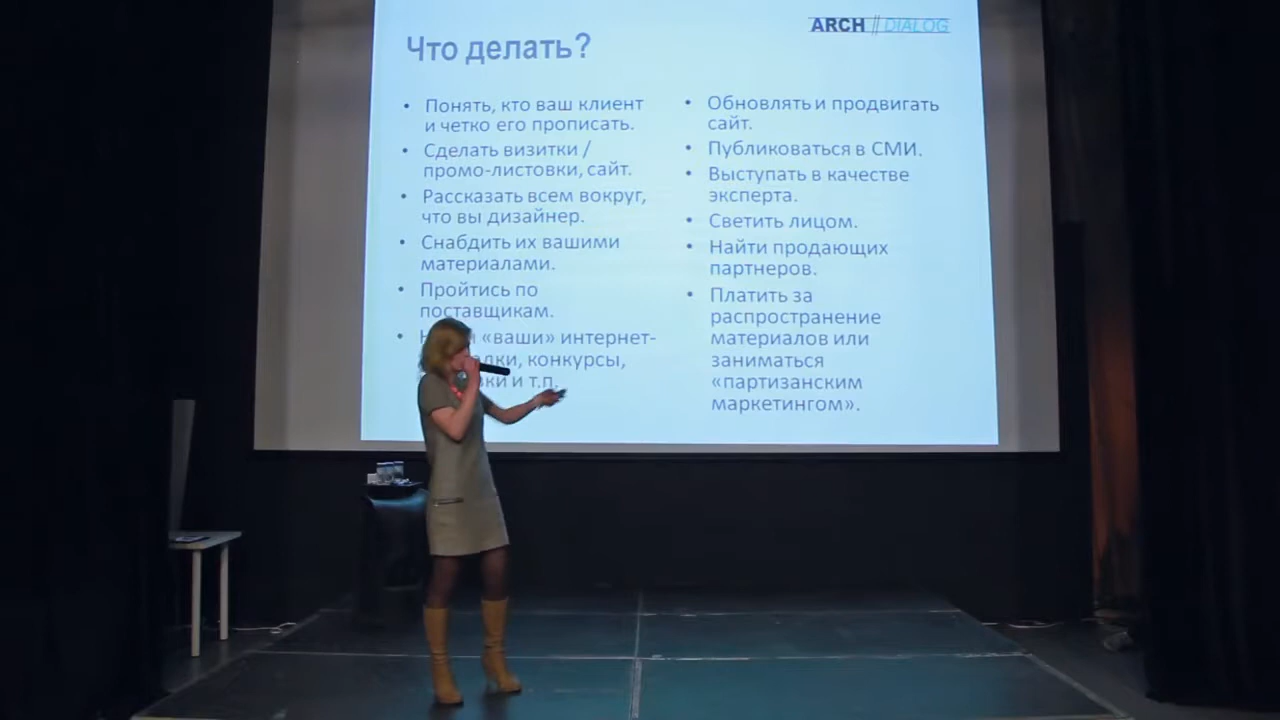 ARCH DIALOG
Что делать?
• Понять, кто ваш клиент
и четко его прописать.
• Сделать визитки /
промо-листовки, сайт.
• Рассказать всем вокруг,
что вы дизайнер.
• Снабдить их вашими
материалами.
• Пройтись по
поставщикам.
• «ваши» интернет-
конкурсы,
и т.п.
• Обновлять и продвигать
сайт.
• Публиковаться в СМИ.
• Выступать в качестве
эксперта.
• Светить лицом.
• Найти продающих
партнеров.
• Платить за
распространение
материалов или
заниматься
«партизанским
маркетингом».